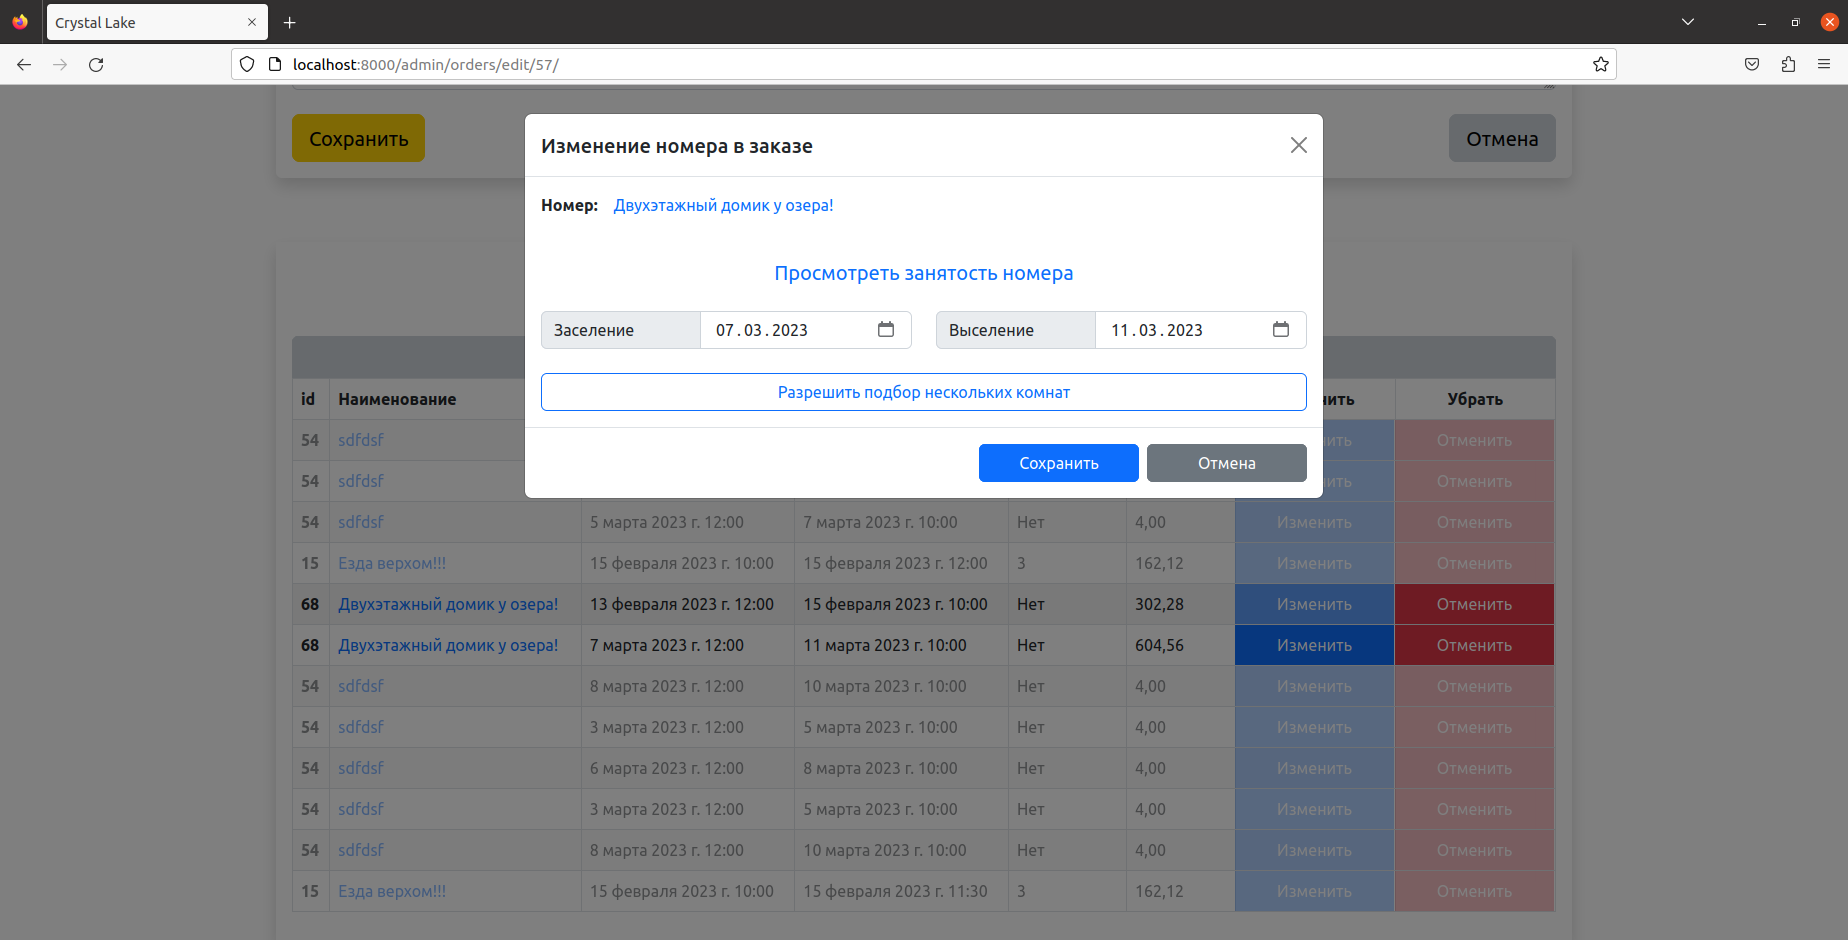 Crystal Lake
localhost:8000/admin/orders/edit/57/
Сохранить
Отмена
Изменение номера в заказе
Номер: Двухэтажный домик у озера!
Просмотреть занятость номера
Заселение 07.03.2023 Выселение 11.03.2023
Разрешить подбор нескольких комнат
Сохранить Отмена
id Наименование нить Убрать
54 sdfdsf ить Отменить
54 sdfdsf ить Отменить
54 sdfdsf 5 марта 2023 г. 12:00 7 марта 2023 г. 10:00 Нет 4,00 Изменить Отменить
15 Езда верхом!!! 15 февраля 2023 г. 10:00 15 февраля 2023 г. 12:00 3 162,12 Изменить Отменить
68 Двухэтажный домик у озера! 13 февраля 2023 г. 12:00 15 февраля 2023 г. 10:00 Нет 302,28 Изменить Отменить
68 Двухэтажный домик у озера! 7 марта 2023 г. 12:00 11 марта 2023 г. 10:00 Нет 604,56 Изменить Отменить
54 sdfdsf 8 марта 2023 г. 12:00 10 марта 2023 г. 10:00 Нет 4,00 Изменить Отменить
54 sdfdsf 3 марта 2023 г. 12:00 5 марта 2023 г. 10:00 Нет 4,00 Изменить Отменить
54 sdfdsf 6 марта 2023 г. 12:00 8 марта 2023 г. 10:00 Нет 4,00 Изменить Отменить
54 sdfdsf 3 марта 2023 г. 12:00 5 марта 2023 г. 10:00 Нет 4,00 Изменить Отменить
54 sdfdsf 8 марта 2023 г. 12:00 10 марта 2023 г. 10:00 Нет 4,00 Изменить Отменить
15 Езда верхом!!! 15 февраля 2023 г. 10:00 15 февраля 2023 г. 11:30 3 162,12 Изменить Отменить